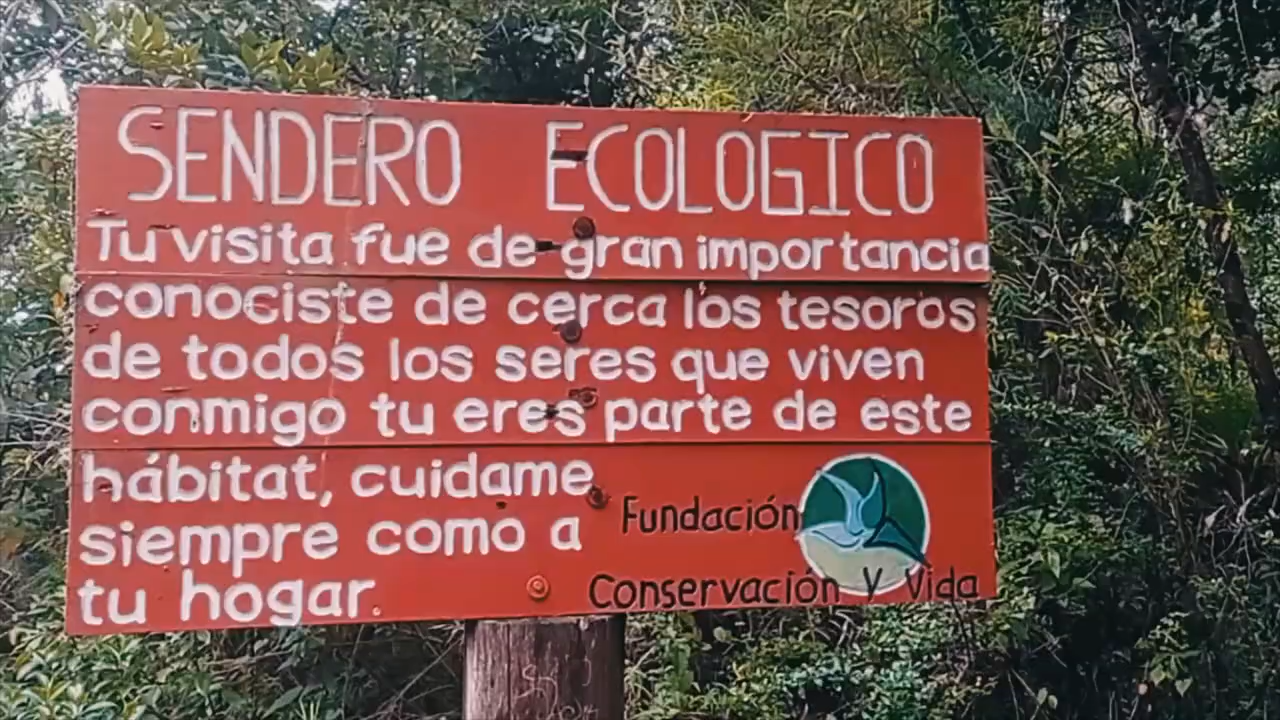 SENDERO ECOLOGICO
Tu visita fue de gran importancia
conociste de cerca los tesoros
de todos los seres que viven
conmigo tu eres parte de este
hábitat, cuidame
siempre como a
tu hogar.
Fundación
Conservación Y Vida